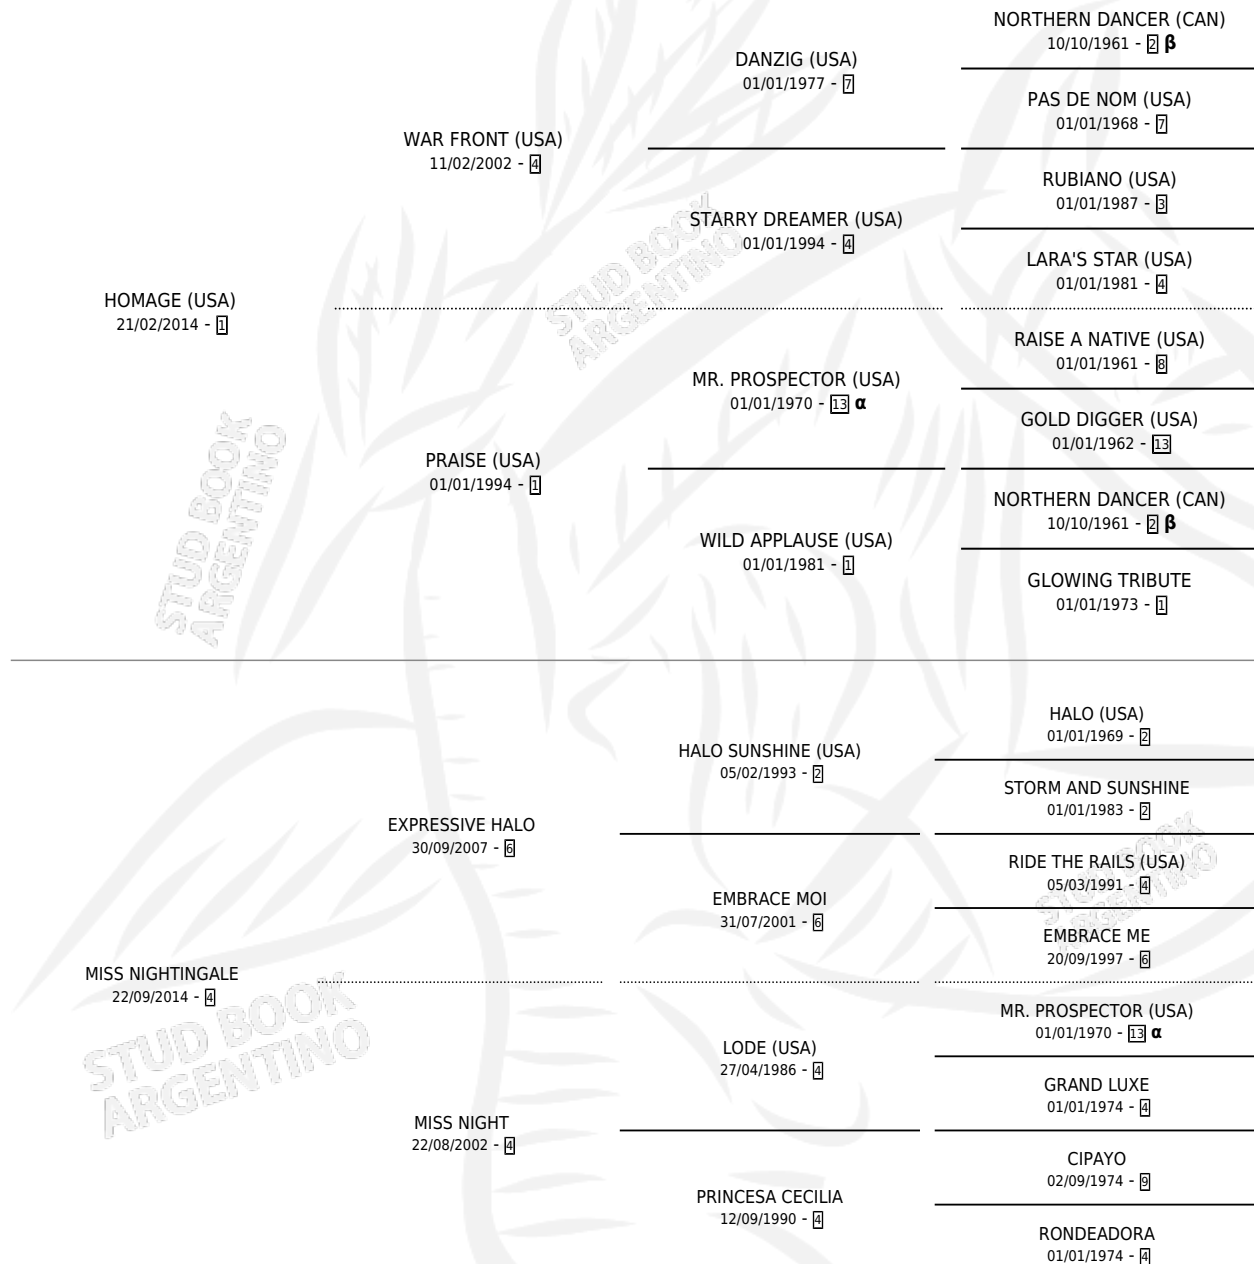 NORTHERN DANCER (CAN)
10/10/1961 - 2 β
DANZIG (USA)
01/01/1977 - 7
PAS DE NOM (USA)
01/01/1968 - 7
WAR FRONT (USA)
11/02/2002 - 4
RUBIANO (USA)
01/01/1987 - 3
STARRY DREAMER (USA)
01/01/1994 - 4
LARA'S STAR (USA)
01/01/1981 - 4
HOMAGE (USA)
21/02/2014 - 1
RAISE A NATIVE (USA)
01/01/1961 - 8
MR. PROSPECTOR (USA)
01/01/1970 - 13 α
GOLD DIGGER (USA)
01/01/1962 - 13
PRAISE (USA)
01/01/1994 - 1
NORTHERN DANCER (CAN)
10/10/1961 - 2 β
WILD APPLAUSE (USA)
01/01/1981 - 1
GLOWING TRIBUTE
01/01/1973 - 1
HALO (USA)
01/01/1969 - 2
HALO SUNSHINE (USA)
05/02/1993 - 2
STORM AND SUNSHINE
01/01/1983 - 2
EXPRESSIVE HALO
30/09/2007 - 6
RIDE THE RAILS (USA)
05/03/1991 - 4
EMBRACE MOI
31/07/2001 - 6
EMBRACE ME
20/09/1997 - 6
MISS NIGHTINGALE
22/09/2014 - 4
MR. PROSPECTOR (USA)
01/01/1970 - 13 α
LODE (USA)
27/04/1986 - 4
GRAND LUXE
01/01/1974 - 4
MISS NIGHT
22/08/2002 - 4
CIPAYO
02/09/1974 - 9
PRINCESA CECILIA
12/09/1990 - 4
RONDEADORA
01/01/1974 - 4
STUD BOOK
ARGENTINO
STUD BOOK
ARGENTINO
STUD BOOK
ARGENTINO
STUD BOOK
ARGENTINO